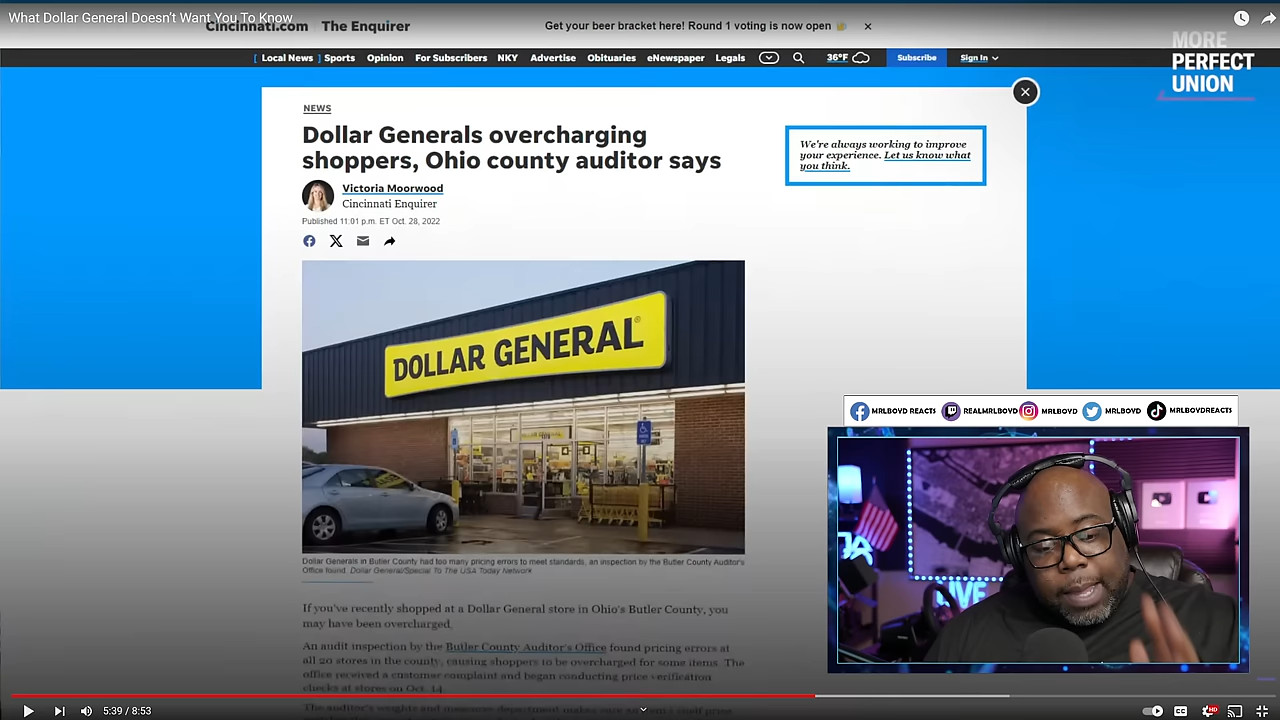 What Dollar General Doesn't Want You To Know
Cincinnati.com The Enquirer
Get your beer bracket here! Round 1 voting is now open
MORE
PERFECT
UNION
[ Local News ] Sports Opinion For Subscribers NKY Advertise Obituaries eNewspaper Legals 36°F Subscribe Sign In
NEWS
Dollar Generals overcharging
shoppers, Ohio county auditor says
We're always working to improve
your experience. Let us know what
you think.
Victoria Moorwood
Cincinnati Enquirer
Published 11:01 p.m. ET Oct. 28, 2022
DOLLAR GENERAL
Dollar Generals in Butler County had too many pricing errors to meet standards, an inspection by the Butler County Auditor's
Office found. Dollar General/Special To The USA Today Network
If you've recently shopped at a Dollar General store in Ohio's Butler County, you
may have been overcharged.
An audit inspection by the Butler County Auditor's Office found pricing errors at
all 20 stores in the county, causing shoppers to be overcharged for some items. The
office received a customer complaint and began conducting price verification
checks at stores on Oct. 14.
MRLBOYD REACTS REALMRLBOYD MRLBOYD MRLBOYD MRLBOYDREACTS
LIVE
5:39 / 8:53
CC
HD